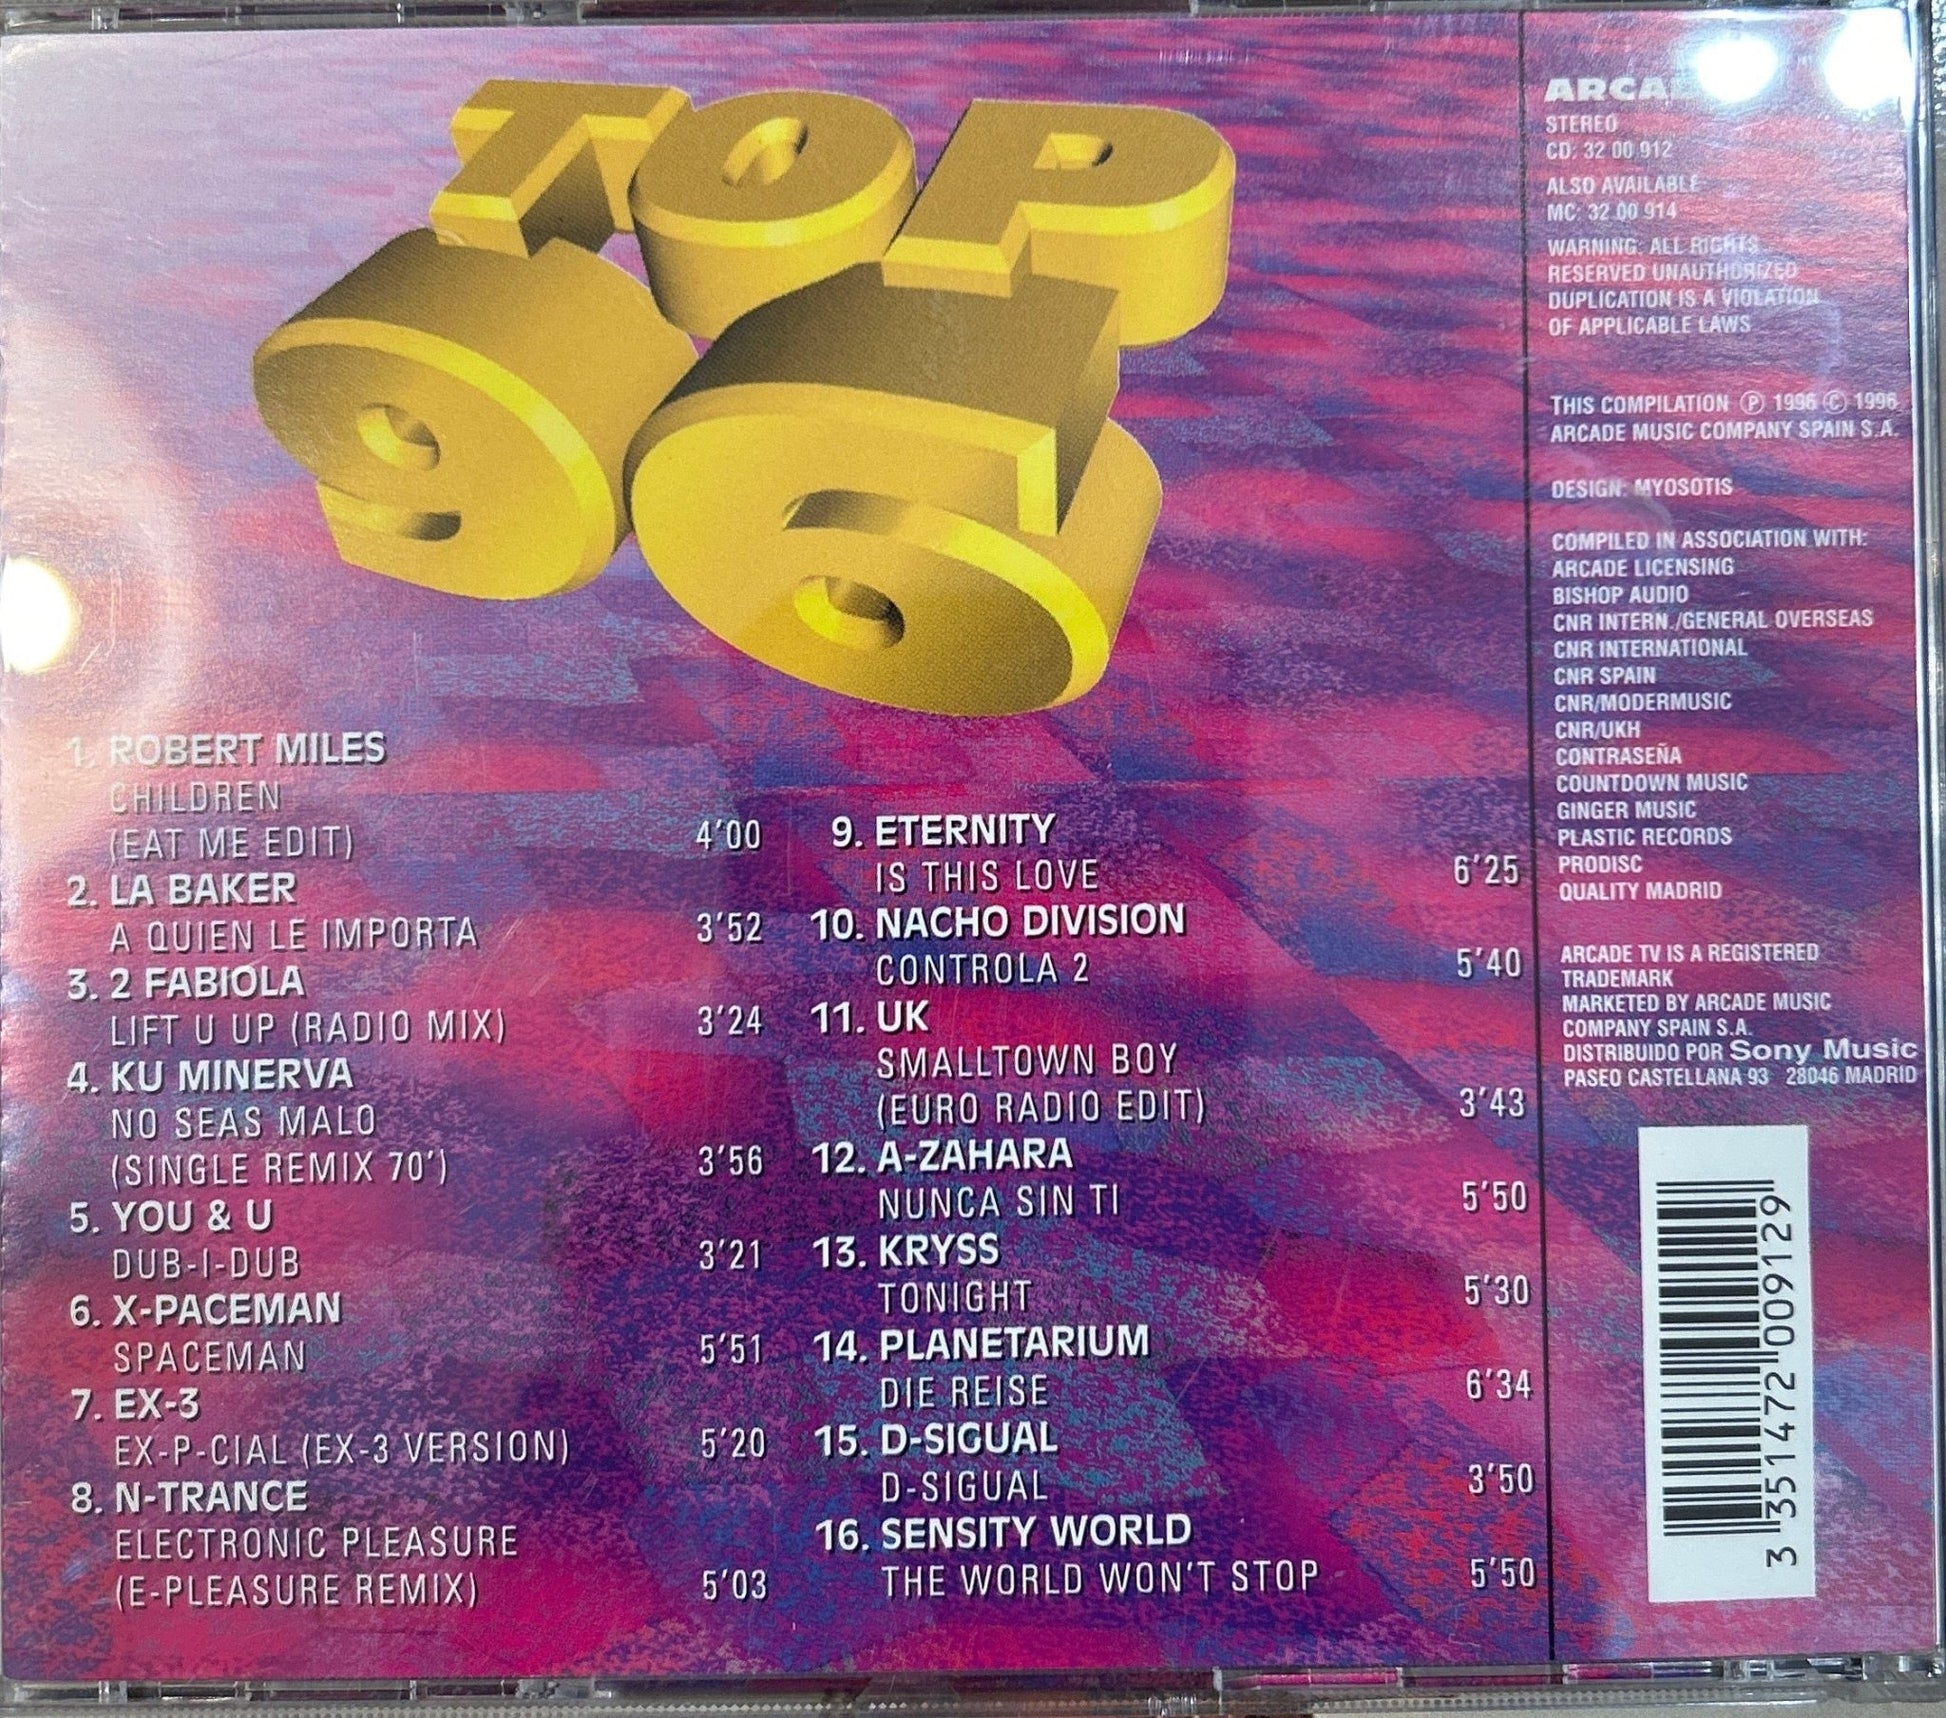 TOP
96
1. ROBERT MILES
CHILDREN
(EAT ME EDIT) 4'00
2. LA BAKER
A QUIEN LE IMPORTA 3'52
3. 2 FABIOLA
LIFT U UP (RADIO MIX) 3'24
4. KU MINERVA
NO SEAS MALO
(SINGLE REMIX 70') 3'56
5. YOU & U
DUB-I-DUB 3'21
6. X-PACEMAN
SPACEMAN 5'51
7. EX-3
EX-P-CIAL (EX-3 VERSION) 5'20
8. N-TRANCE
ELECTRONIC PLEASURE
(E-PLEASURE REMIX) 5'03
9. ETERNITY
IS THIS LOVE 6'25
10. NACHO DIVISION
CONTROLA 2 5'40
11. UK
SMALLTOWN BOY
(EURO RADIO EDIT) 3'43
12. A-ZAHARA
NUNCA SIN TI 5'50
13. KRYSS
TONIGHT 5'30
14. PLANETARIUM
DIE REISE 6'34
15. D-SIGUAL
D-SIGUAL 3'50
16. SENSITY WORLD
THE WORLD WON'T STOP 5'50
STEREO
CD: 32 00 912
ALSO AVAILABLE
MC: 32 00 914
WARNING: ALL RIGHTS
RESERVED UNAUTHORIZED
DUPLICATION IS A VIOLATION
OF APPLICABLE LAWS
THIS COMPILATION Ⓟ 1996 © 1996
ARCADE MUSIC COMPANY SPAIN S.A.
DESIGN: MYOSOTIS
COMPILED IN ASSOCIATION WITH:
ARCADE LICENSING
BISHOP AUDIO
CNR INTERN./GENERAL OVERSEAS
CNR INTERNATIONAL
CNR SPAIN
CNR/MODERMUSIC
CNR/UKH
CONTRASEÑA
COUNTDOWN MUSIC
GINGER MUSIC
PLASTIC RECORDS
PRODISC
QUALITY MADRID
ARCADE TV IS A REGISTERED
TRADEMARK
MARKETED BY ARCADE MUSIC
COMPANY SPAIN S.A.
DISTRIBUIDO POR Sony Music
PASEO CASTELLANA 93 28046 MADRID
3 351472 009129